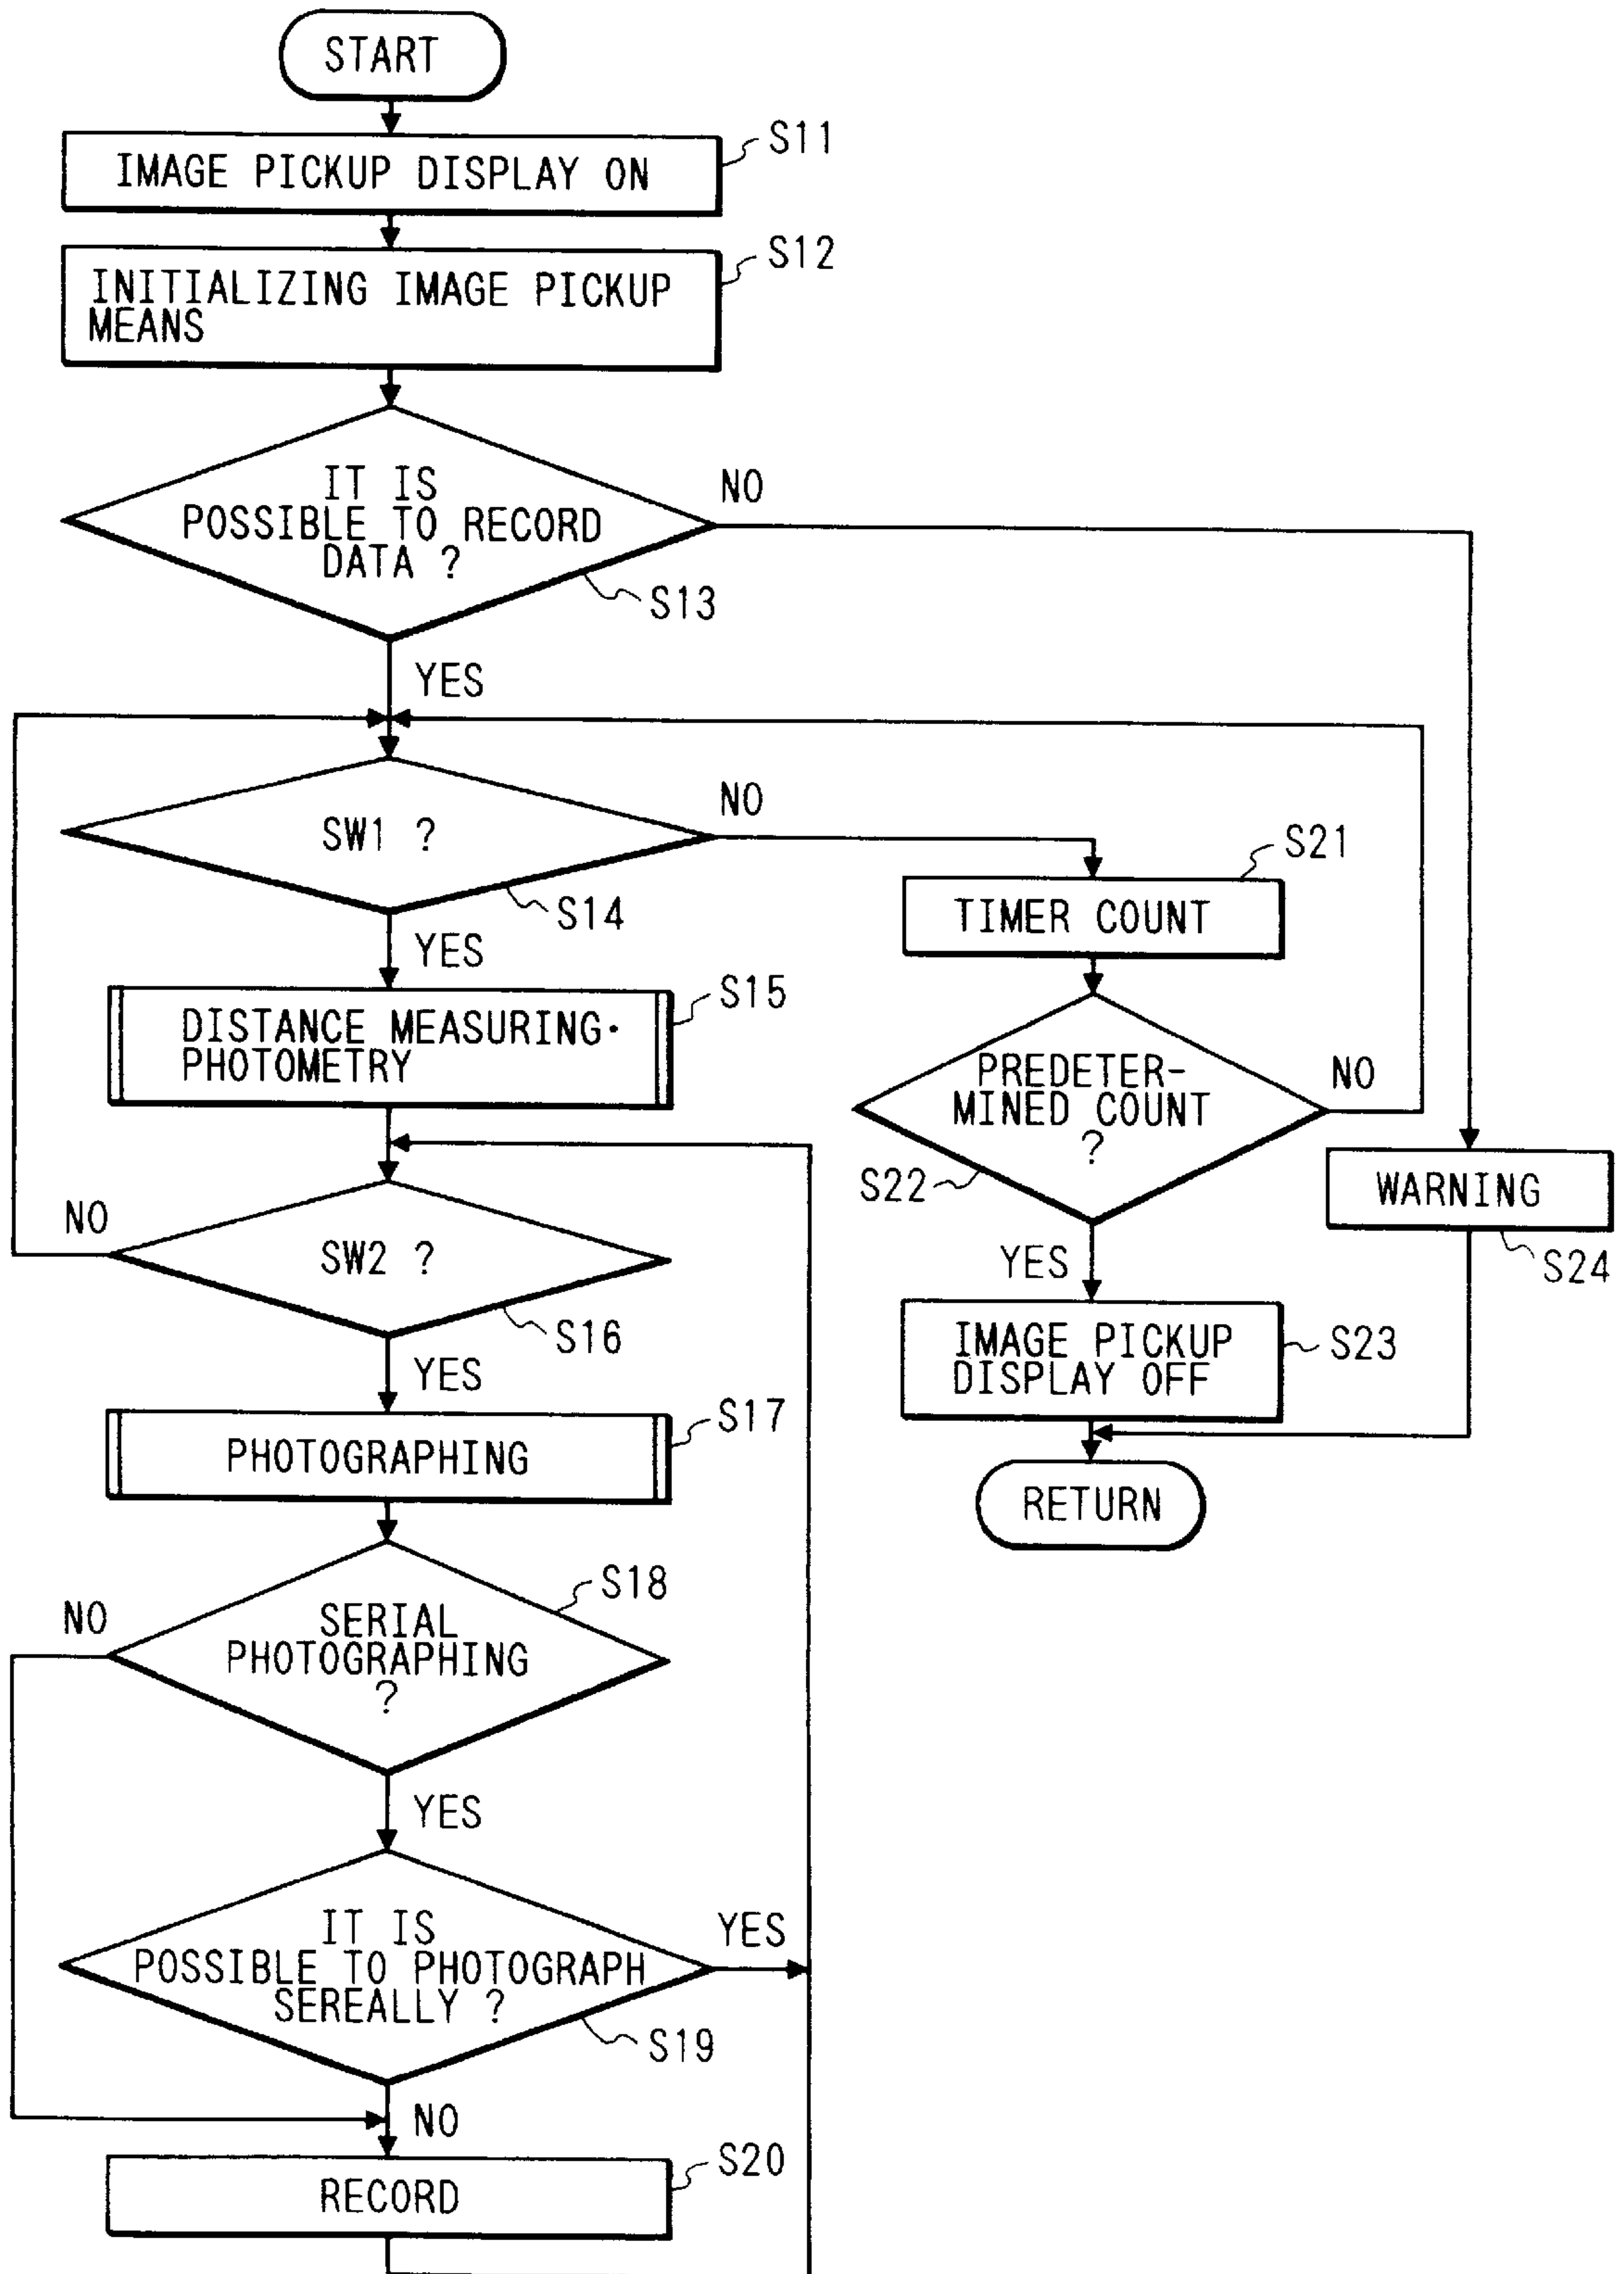 START
IMAGE PICKUP DISPLAY ON
S11
INITIALIZING IMAGE PICKUP
MEANS
S12
IT IS
POSSIBLE TO RECORD
DATA ?
NO
S13
YES
SW1 ?
NO
S14
YES
DISTANCE MEASURING·
PHOTOMETRY
S15
NO
SW2 ?
S16
YES
PHOTOGRAPHING
S17
NO
SERIAL
PHOTOGRAPHING
?
S18
YES
IT IS
POSSIBLE TO PHOTOGRAPH
SEREALLY ?
YES
S19
NO
RECORD
S20
TIMER COUNT
S21
PREDETER-
MINED COUNT
?
NO
S22
YES
IMAGE PICKUP
DISPLAY OFF
S23
WARNING
S24
RETURN